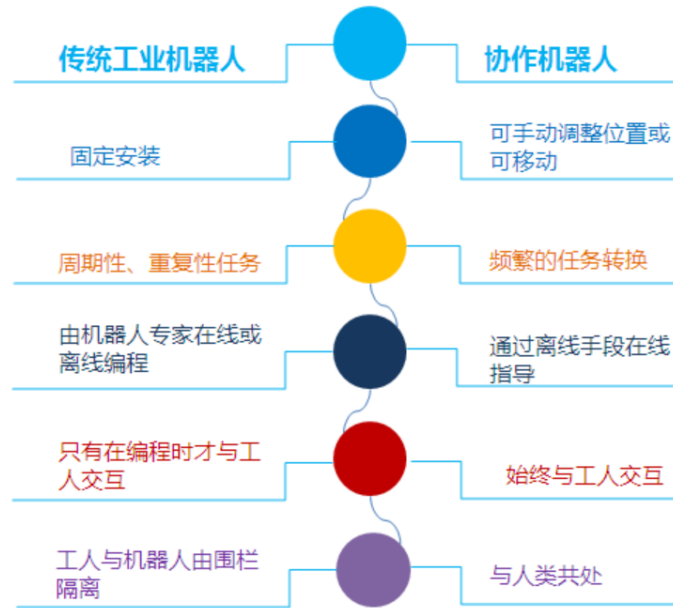 传统工业机器人
协作机器人
固定安装
可手动调整位置或
可移动
周期性、重复性任务
频繁的任务转换
由机器人专家在线或
离线编程
通过离线手段在线
指导
只有在编程时才与工
人交互
始终与工人交互
工人与机器人由围栏
隔离
与人类共处